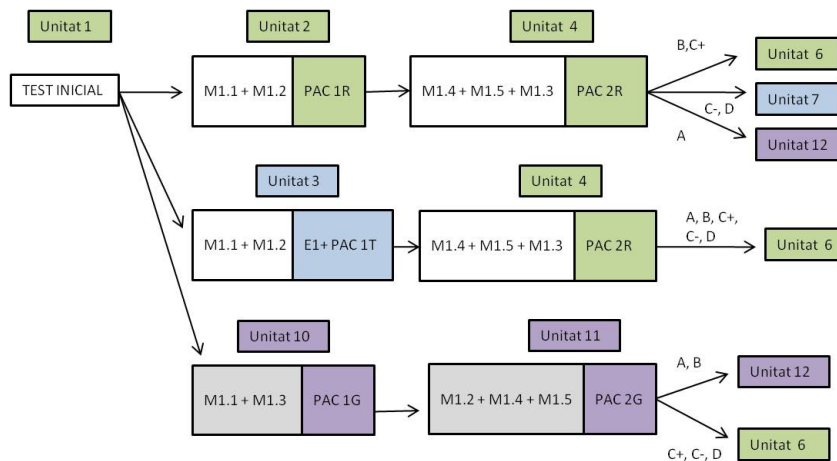 Unitat 1
Unitat 2
Unitat 4
TEST INICIAL
M1.1 + M1.2
PAC 1R
M1.4 + M1.5 + M1.3
PAC 2R
B,C+
Unitat 6
C-, D
Unitat 7
A
Unitat 12
Unitat 3
Unitat 4
M1.1 + M1.2
E1+ PAC 1T
M1.4 + M1.5 + M1.3
PAC 2R
A, B, C+,
C-, D
Unitat 6
Unitat 10
Unitat 11
M1.1 + M1.3
PAC 1G
M1.2 + M1.4 + M1.5
PAC 2G
A, B
Unitat 12
C+, C-, D
Unitat 6